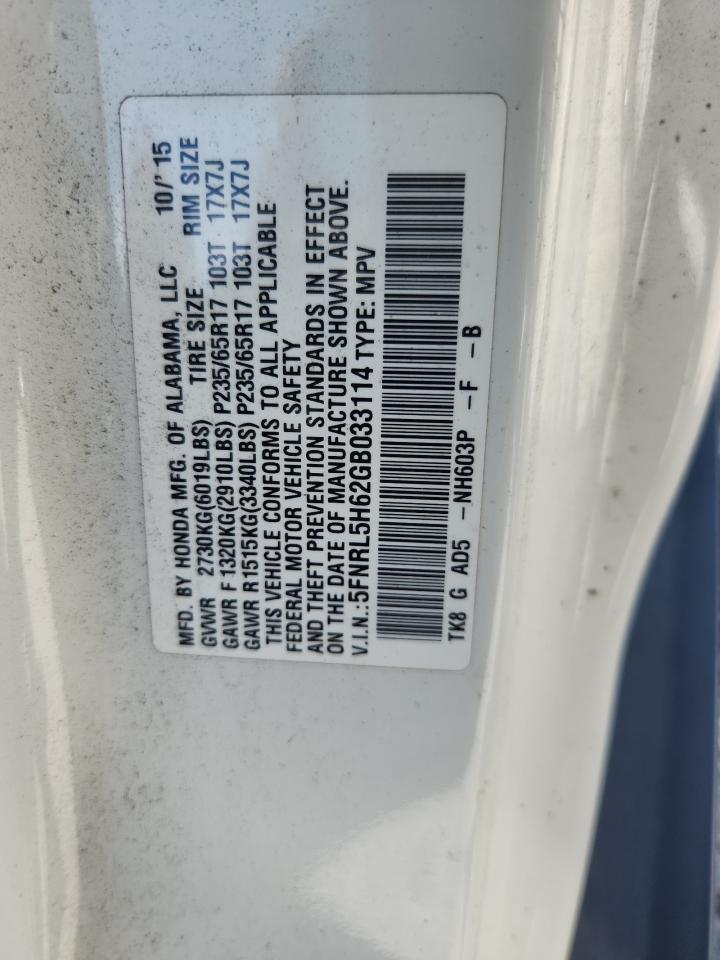 MFD. BY HONDA MFG. OF ALABAMA, LLC 10/'15
GVWR 2730KG(6019LBS) TIRE SIZE RIM SIZE
GAWR F 1320KG(2910LBS) P235/65R17 103T 17X7J
GAWR R1515KG(3340LBS) P235/65R17 103T 17X7J
THIS VEHICLE CONFORMS TO ALL APPLICABLE
FEDERAL MOTOR VEHICLE SAFETY
AND THEFT PREVENTION STANDARDS IN EFFECT
ON THE DATE OF MANUFACTURE SHOWN ABOVE.
V.I.N.:5FNRL5H62GB033114 TYPE: MPV
TK8 G AD5 -NH603P -F -B